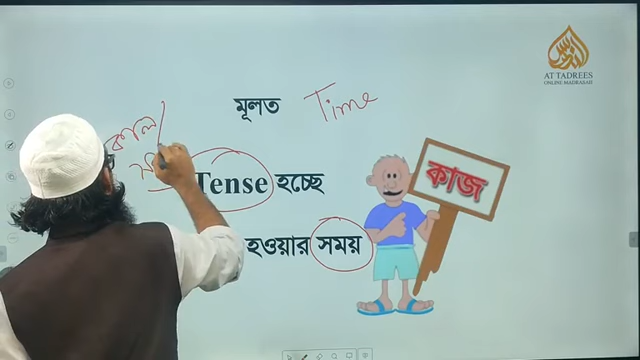 AT TADREES
ONLINE MADRASAH
মূলত Time
কাল/
Tense হচ্ছে
কাজ
হওয়ার সময়